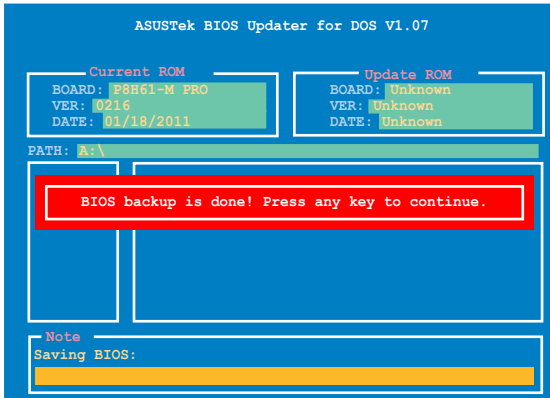 ASUSTek BIOS Updater for DOS V1.07
Current ROM
BOARD: P8H61-M PRO
VER: 0216
DATE: 01/18/2011
Update ROM
BOARD: Unknown
VER: Unknown
DATE: Unknown
PATH: A:\
BIOS backup is done! Press any key to continue.
Note
Saving BIOS: